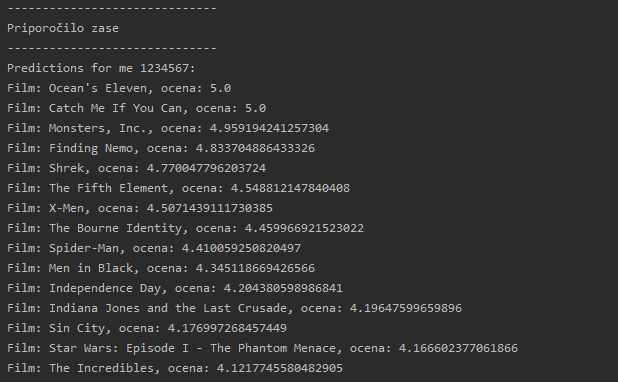 ------------------------------
Priporočilo zase
------------------------------
Predictions for me 1234567:
Film: Ocean's Eleven, ocena: 5.0
Film: Catch Me If You Can, ocena: 5.0
Film: Monsters, Inc., ocena: 4.959194241257304
Film: Finding Nemo, ocena: 4.833704886433326
Film: Shrek, ocena: 4.770047796203724
Film: The Fifth Element, ocena: 4.548812147840408
Film: X-Men, ocena: 4.5071439111730385
Film: The Bourne Identity, ocena: 4.459966921523022
Film: Spider-Man, ocena: 4.410059250820497
Film: Men in Black, ocena: 4.345118669426566
Film: Independence Day, ocena: 4.204380598986841
Film: Indiana Jones and the Last Crusade, ocena: 4.19647599659896
Film: Sin City, ocena: 4.176997268457449
Film: Star Wars: Episode I - The Phantom Menace, ocena: 4.166602377061866
Film: The Incredibles, ocena: 4.1217745580482905